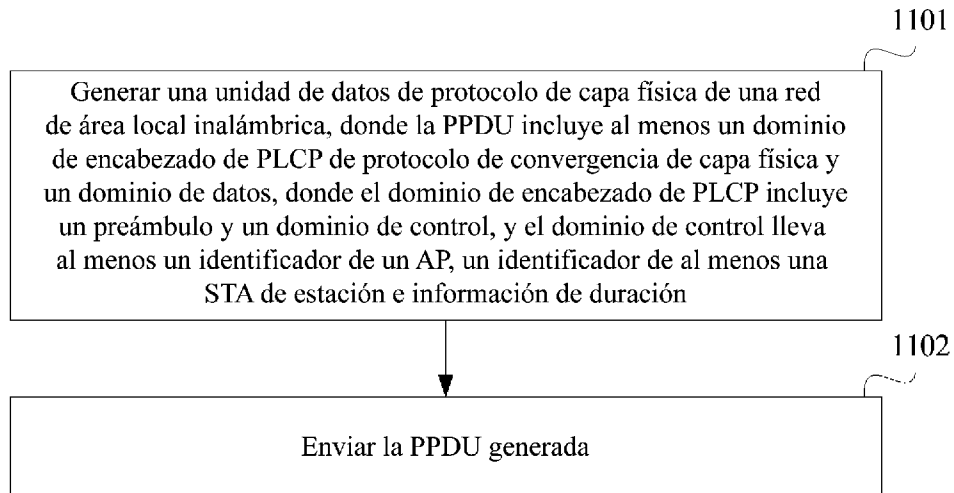 1101
Generar una unidad de datos de protocolo de capa física de una red
de área local inalámbrica, donde la PPDU incluye al menos un dominio
de encabezado de PLCP de protocolo de convergencia de capa física y
un dominio de datos, donde el dominio de encabezado de PLCP incluye
un preámbulo y un dominio de control, y el dominio de control lleva
al menos un identificador de un AP, un identificador de al menos una
STA de estación e información de duración
1102
Enviar la PPDU generada